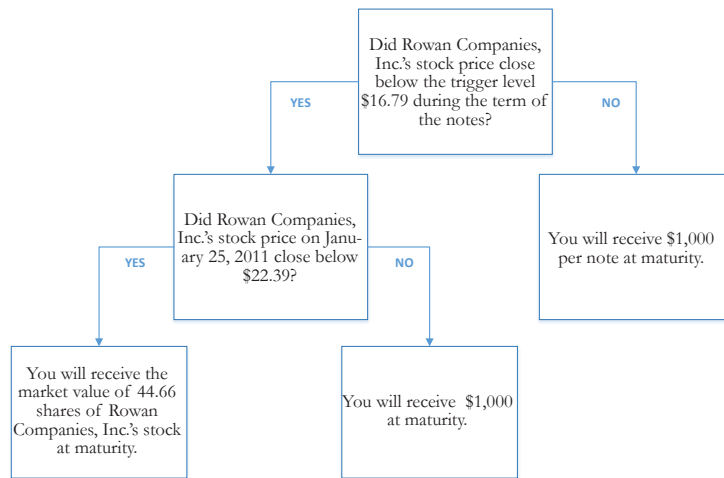 Did Rowan Companies,
Inc.'s stock price close
below the trigger level
$16.79 during the term of
the notes?
YES
NO
Did Rowan Companies,
Inc.'s stock price on Janu-
ary 25, 2011 close below
$22.39?
You will receive $1,000
per note at maturity.
YES
NO
You will receive the
market value of 44.66
shares of Rowan
Companies, Inc.'s stock
at maturity.
You will receive $1,000
at maturity.